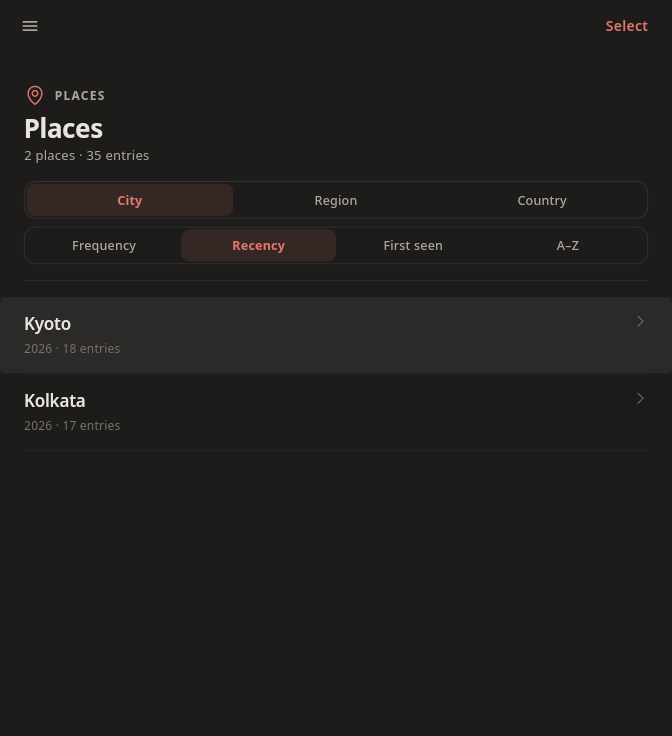 Select
PLACES
Places
2 places · 35 entries
City Region Country
Frequency Recency First seen A–Z
Kyoto
2026 · 18 entries
Kolkata
2026 · 17 entries